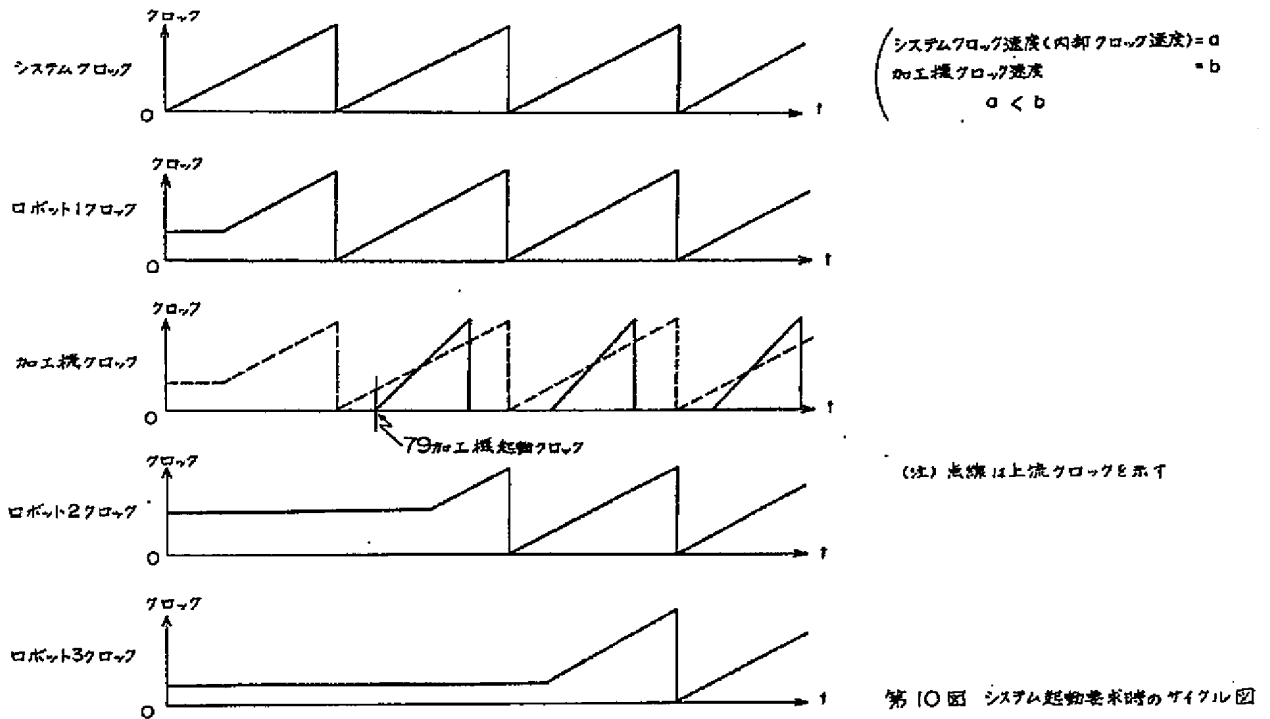 クロック
システムクロック
0
t
システムクロック速度(内部クロック速度)=a
加工機クロック速度 =b
a < b
クロック
ロボット1クロック
0
t
クロック
加工機クロック
0
t
79加工機起動クロック
クロック
(注) 点線は上流クロックを示す
ロボット2クロック
0
t
クロック
ロボット3クロック
0
t
第10図 システム起動要求時のサイクル図